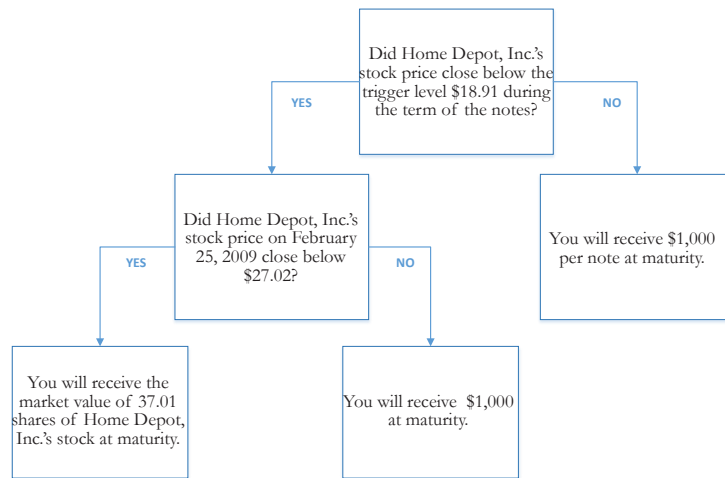 Did Home Depot, Inc.'s
stock price close below the
trigger level $18.91 during
the term of the notes?
YES
NO
Did Home Depot, Inc.'s
stock price on February
25, 2009 close below
$27.02?
You will receive $1,000
per note at maturity.
YES
NO
You will receive the
market value of 37.01
shares of Home Depot,
Inc.'s stock at maturity.
You will receive $1,000
at maturity.